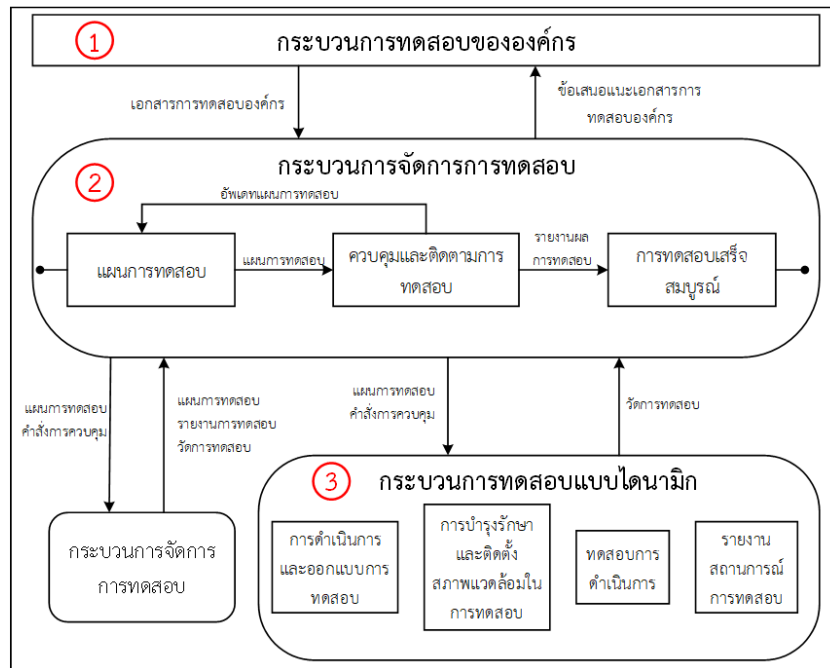 1 กระบวนการทดสอบขององค์กร
เอกสารการทดสอบองค์กร
ข้อเสนอแนะเอกสารการ
ทดสอบองค์กร
กระบวนการจัดการการทดสอบ
2
อัพเดทแผนการทดสอบ
แผนการทดสอบ
แผนการทดสอบ
ควบคุมและติดตามการ
ทดสอบ
รายงานผล
การทดสอบ
การทดสอบเสร็จ
สมบูรณ์
แผนการทดสอบ
คำสั่งการควบคุม
แผนการทดสอบ
รายงานการทดสอบ
วัดการทดสอบ
แผนการทดสอบ
คำสั่งการควบคุม
วัดการทดสอบ
กระบวนการจัดการ
การทดสอบ
3 กระบวนการทดสอบแบบไดนามิก
การดำเนินการ
และออกแบบการ
ทดสอบ
การบำรุงรักษา
และติดตั้ง
สภาพแวดล้อมใน
การทดสอบ
ทดสอบการ
ดำเนินการ
รายงาน
สถานการณ์
การทดสอบ